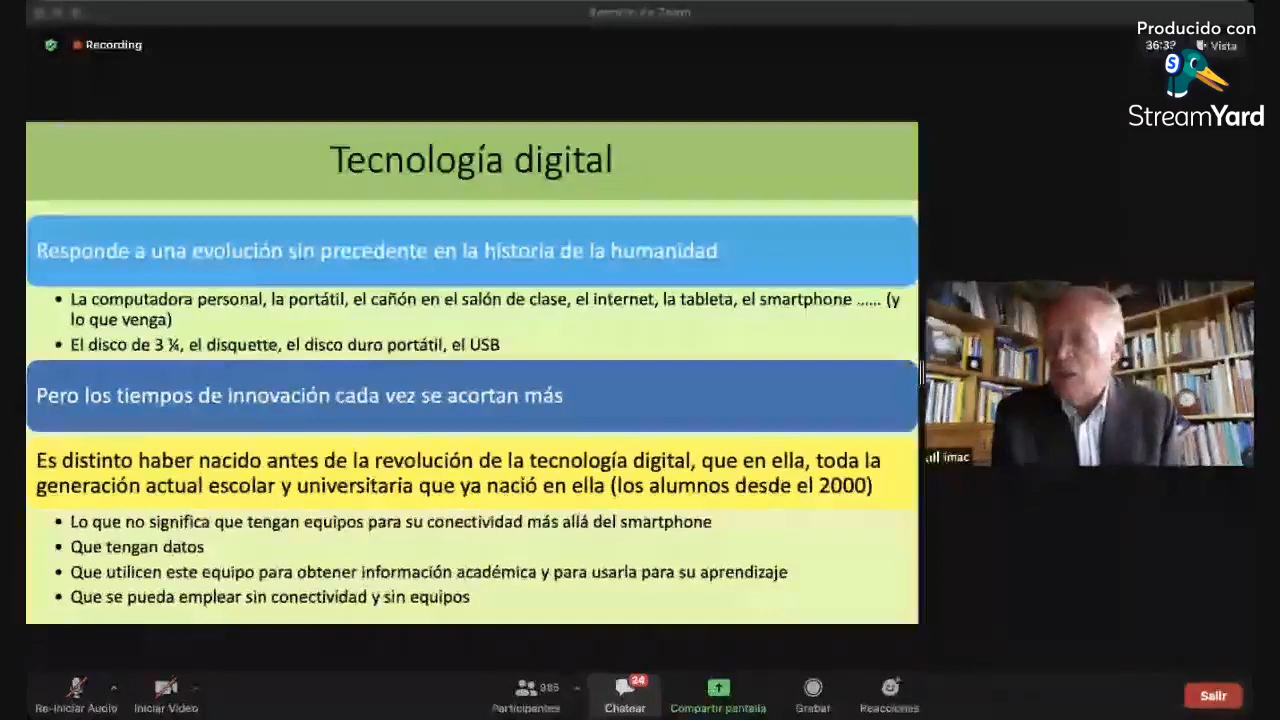 Sesión de Zoom
Producido con
Recording
36:39
Vista
S
StreamYard
Tecnología digital
Responde a una evolución sin precedente en la historia de la humanidad
• La computadora personal, la portátil, el cañón en el salón de clase, el internet, la tableta, el smartphone ...... (y
lo que venga)
• El disco de 3 ¼, el disquette, el disco duro portátil, el USB
Pero los tiempos de innovación cada vez se acortan más
Es distinto haber nacido antes de la revolución de la tecnología digital, que en ella, toda la
generación actual escolar y universitaria que ya nació en ella (los alumnos desde el 2000)
• Lo que no significa que tengan equipos para su conectividad más allá del smartphone
• Que tengan datos
• Que utilicen este equipo para obtener información académica y para usarla para su aprendizaje
• Que se pueda emplear sin conectividad y sin equipos
imac
985
24
Re-iniciar Audio
Iniciar Video
Participantes
Chatear
Compartir pantalla
Grabar
Reacciones
Salir